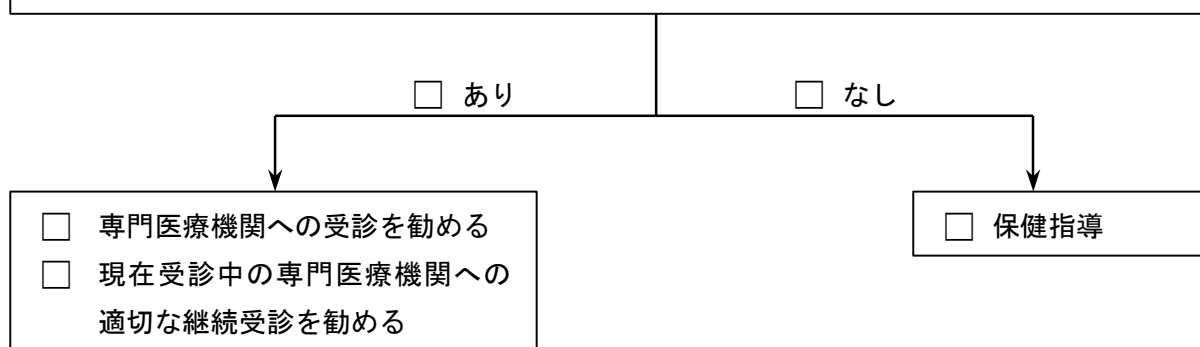 □ あり
□ なし
□ 専門医療機関への受診を勧める
□ 現在受診中の専門医療機関への
適切な継続受診を勧める
□ 保健指導